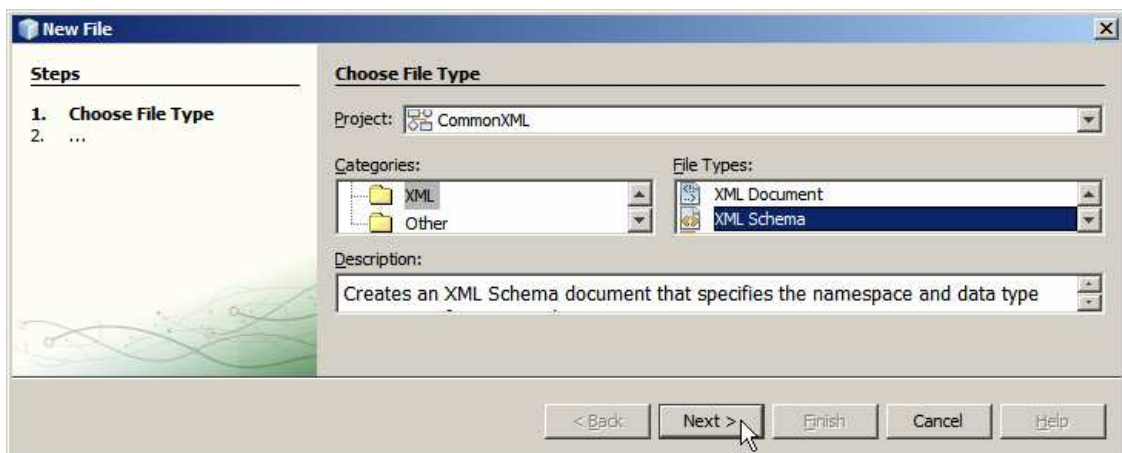 New File
Steps
1. Choose File Type
2. ...
Choose File Type
Project: CommonXML
Categories:
XML
Other
File Types:
XML Document
XML Schema
Description:
Creates an XML Schema document that specifies the namespace and data type
< Back
Next >
Finish
Cancel
Help